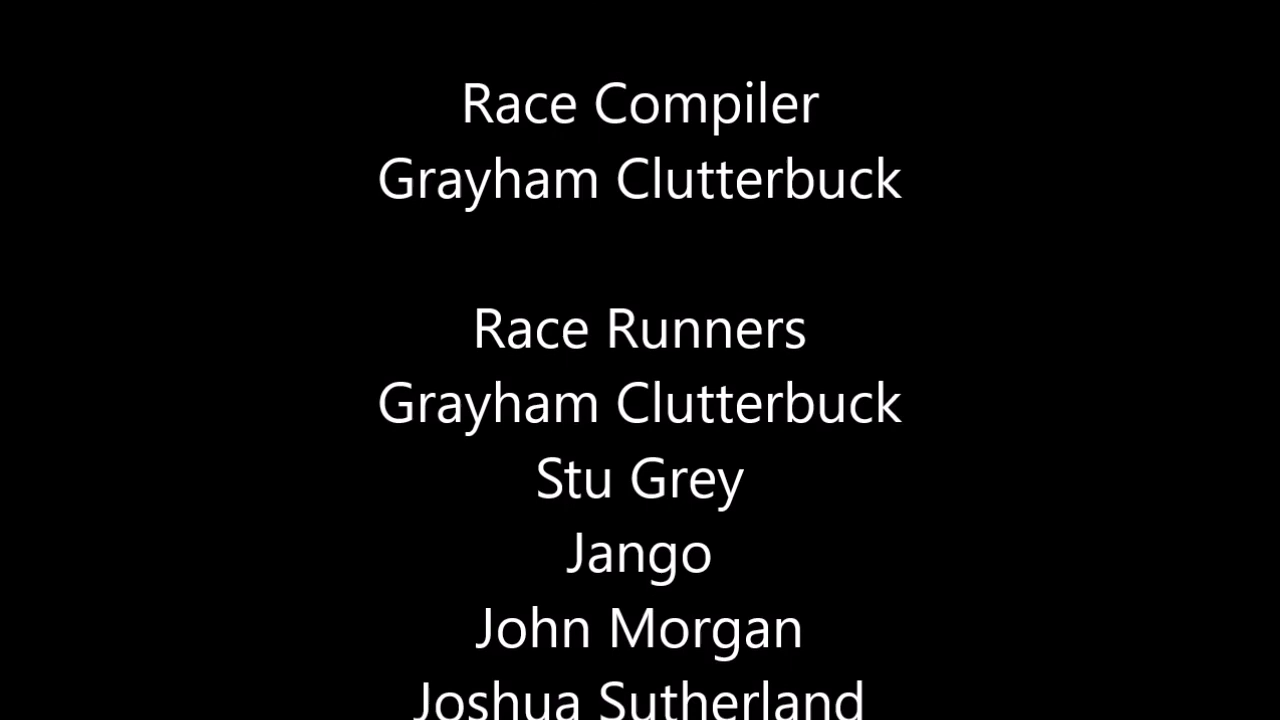 Race Compiler
Grayham Clutterbuck
Race Runners
Grayham Clutterbuck
Stu Grey
Jango
John Morgan
Joshua Sutherland